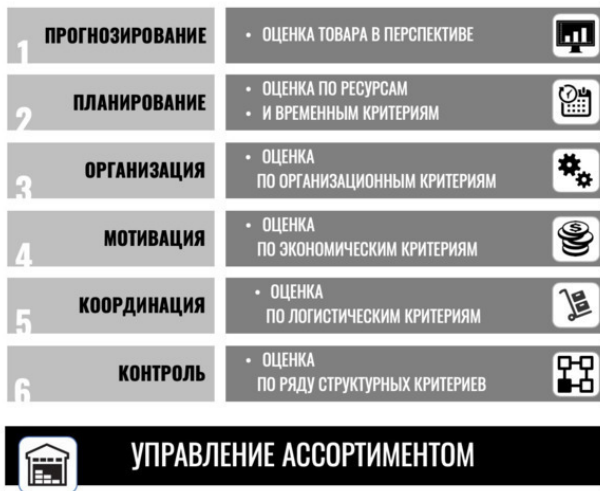 1 ПРОГНОЗИРОВАНИЕ
• ОЦЕНКА ТОВАРА В ПЕРСПЕКТИВЕ
2 ПЛАНИРОВАНИЕ
• ОЦЕНКА ПО РЕСУРСАМ
• И ВРЕМЕННЫМ КРИТЕРИЯМ
3 ОРГАНИЗАЦИЯ
• ОЦЕНКА
ПО ОРГАНИЗАЦИОННЫМ КРИТЕРИЯМ
4 МОТИВАЦИЯ
• ОЦЕНКА
ПО ЭКОНОМИЧЕСКИМ КРИТЕРИЯМ
5 КООРДИНАЦИЯ
• ОЦЕНКА
ПО ЛОГИСТИЧЕСКИМ КРИТЕРИЯМ
6 КОНТРОЛЬ
• ОЦЕНКА
ПО РЯДУ СТРУКТУРНЫХ КРИТЕРИЕВ
УПРАВЛЕНИЕ АССОРТИМЕНТОМ